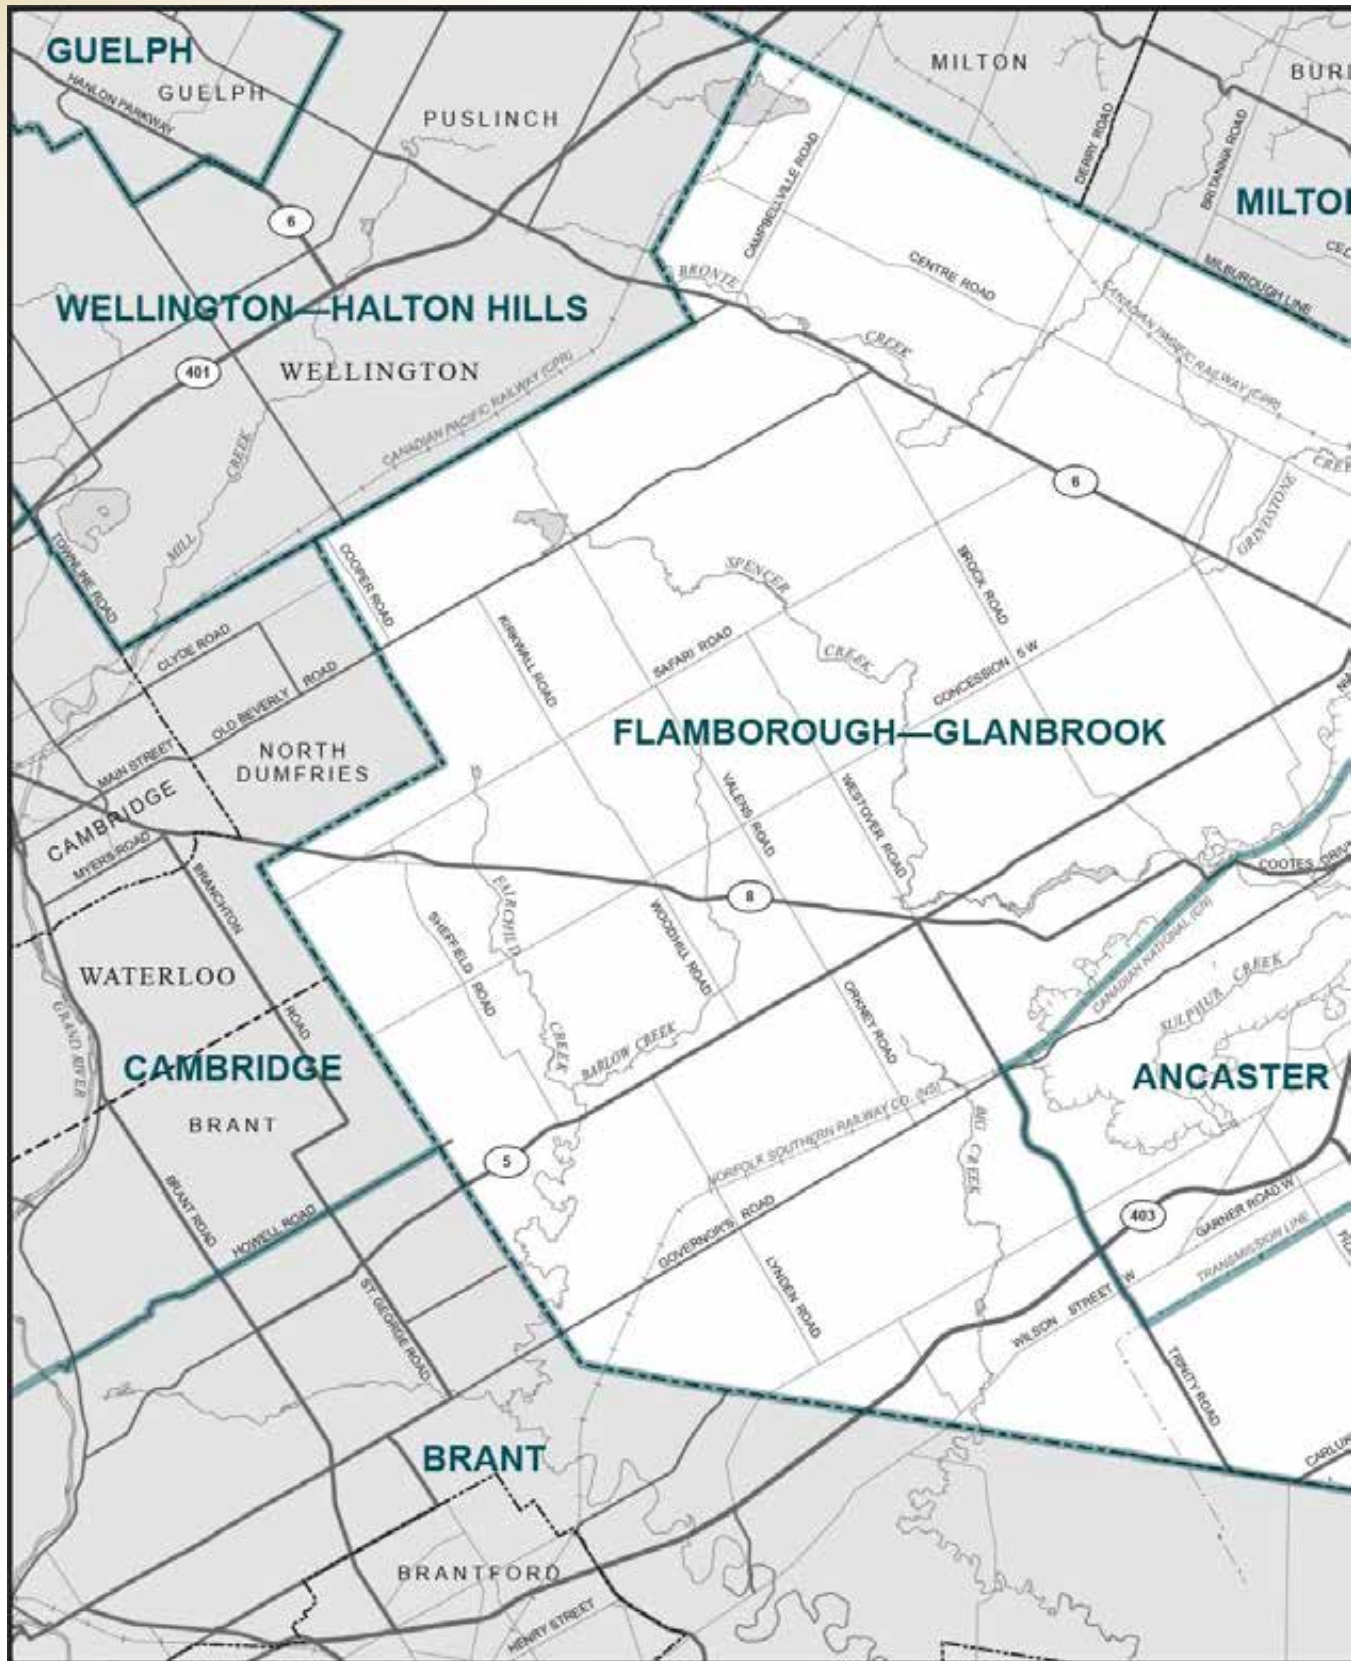 GUELPH
HANLON PARKWAY
GUELPH
PUSLINCH
MILTON
DERRY ROAD
BRITANNIA ROAD
CAMPBELLVILLE ROAD
6
BRONTE
CREEK
CENTRE ROAD
MILBOROUGH LINE
CANADIAN PACIFIC RAILWAY (CPR)
WELLINGTON—HALTON HILLS
401
WELLINGTON
CANADIAN PACIFIC RAILWAY (CPR)
MILL
CREEK
6
GRINDSTONE
TOWNLINE ROAD
COOPER ROAD
SPENCER
CREEK
BROCK ROAD
KIRKWALL ROAD
SAFARI ROAD
CONCESSION 5 W
CLYDE ROAD
OLD BEVERLY ROAD
MAIN STREET
NORTH
DUMFRIES
FLAMBOROUGH—GLANBROOK
CAMBRIDGE
MYERS ROAD
BRANCHTON
ROAD
VALENS ROAD
WESTOVER ROAD
8
FAIRCHILD
CREEK
SHEFFIELD ROAD
WOODHILL ROAD
WATERLOO
GRAND RIVER
ORKNEY ROAD
BARLOW CREEK
CANADIAN NATIONAL (CN)
SULPHUR CREEK
CAMBRIDGE
BRANT
ANCASTER
NORFOLK SOUTHERN RAILWAY CO. (NS)
BIG CREEK
5
BRANT ROAD
HOWELL ROAD
GOVERNOR'S ROAD
LYNDEN ROAD
403
GARNER ROAD W
TRANSMISSION LINE
WILSON STREET W
ST. GEORGE ROAD
TRINITY ROAD
BRANT
BRANTFORD
HENRY STREET